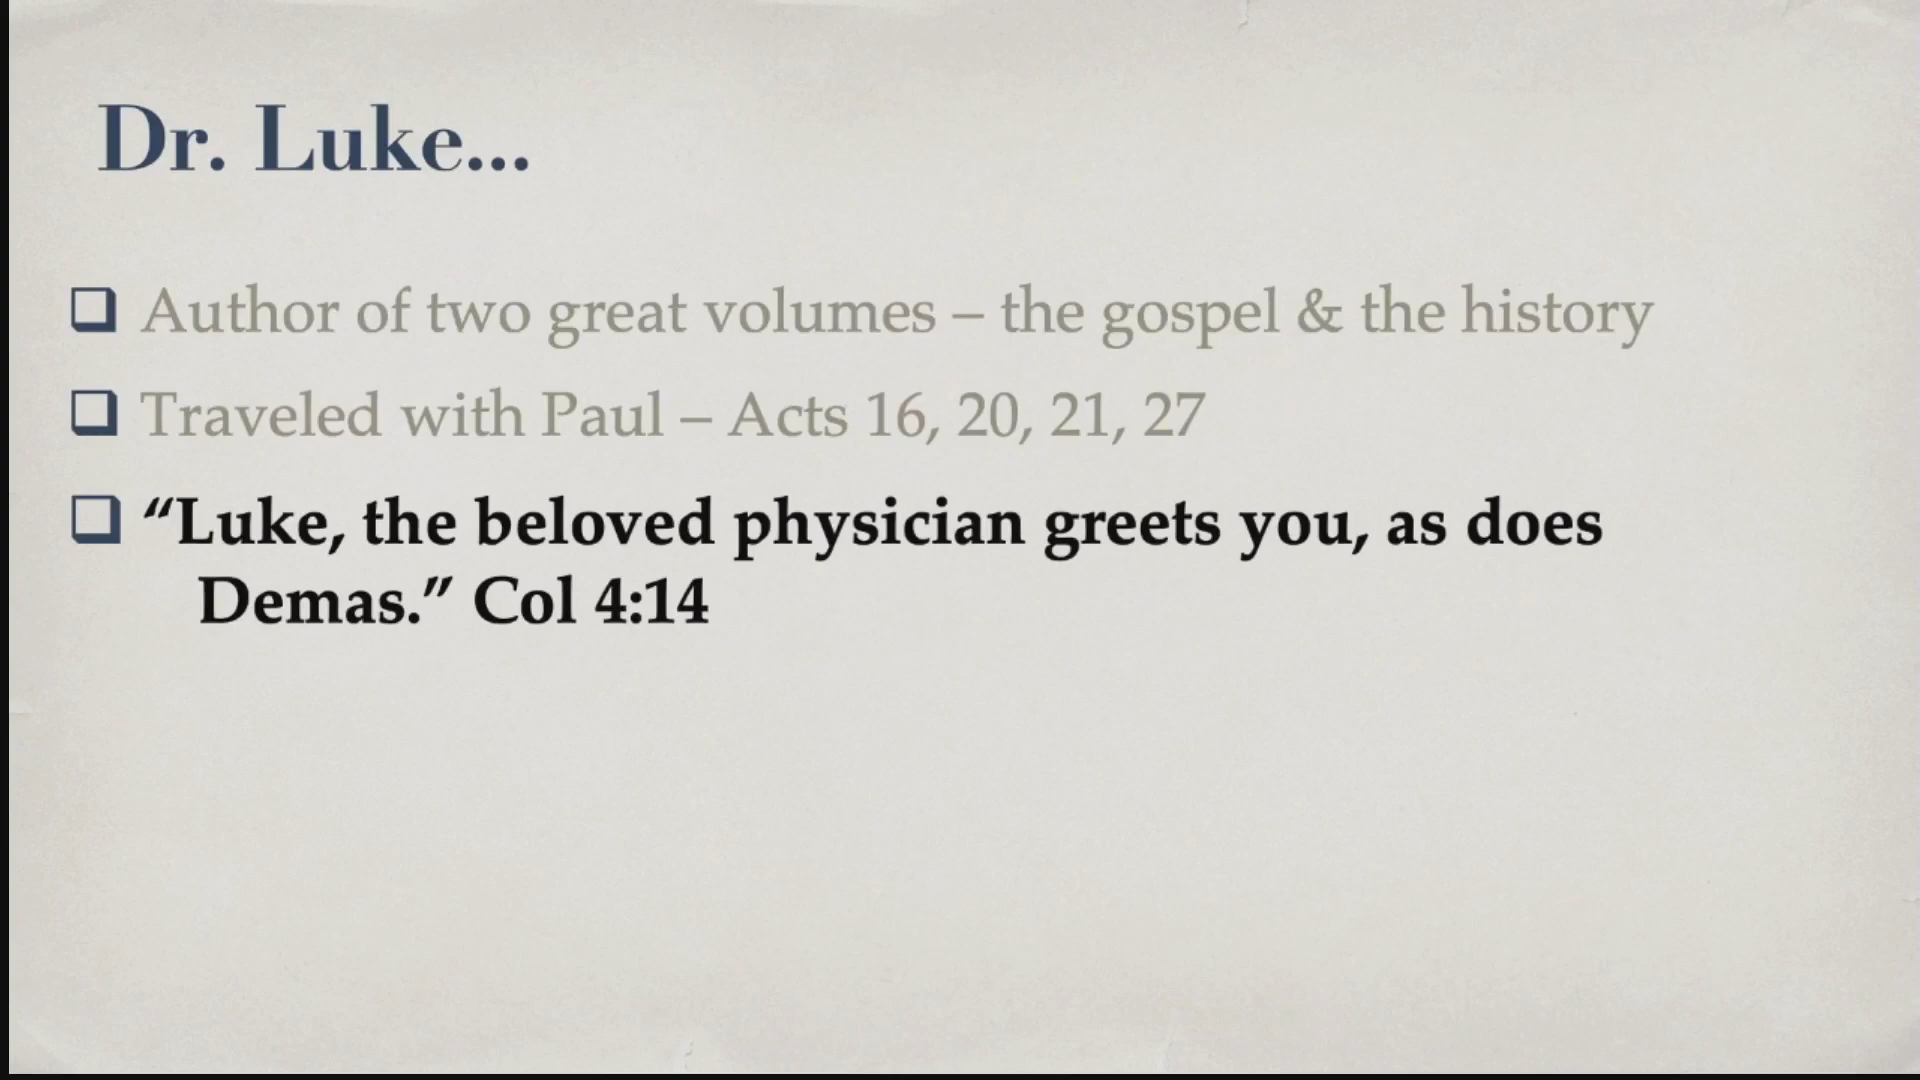 Dr. Luke...
Author of two great volumes – the gospel & the history
Traveled with Paul – Acts 16, 20, 21, 27
“Luke, the beloved physician greets you, as does
Demas.” Col 4:14